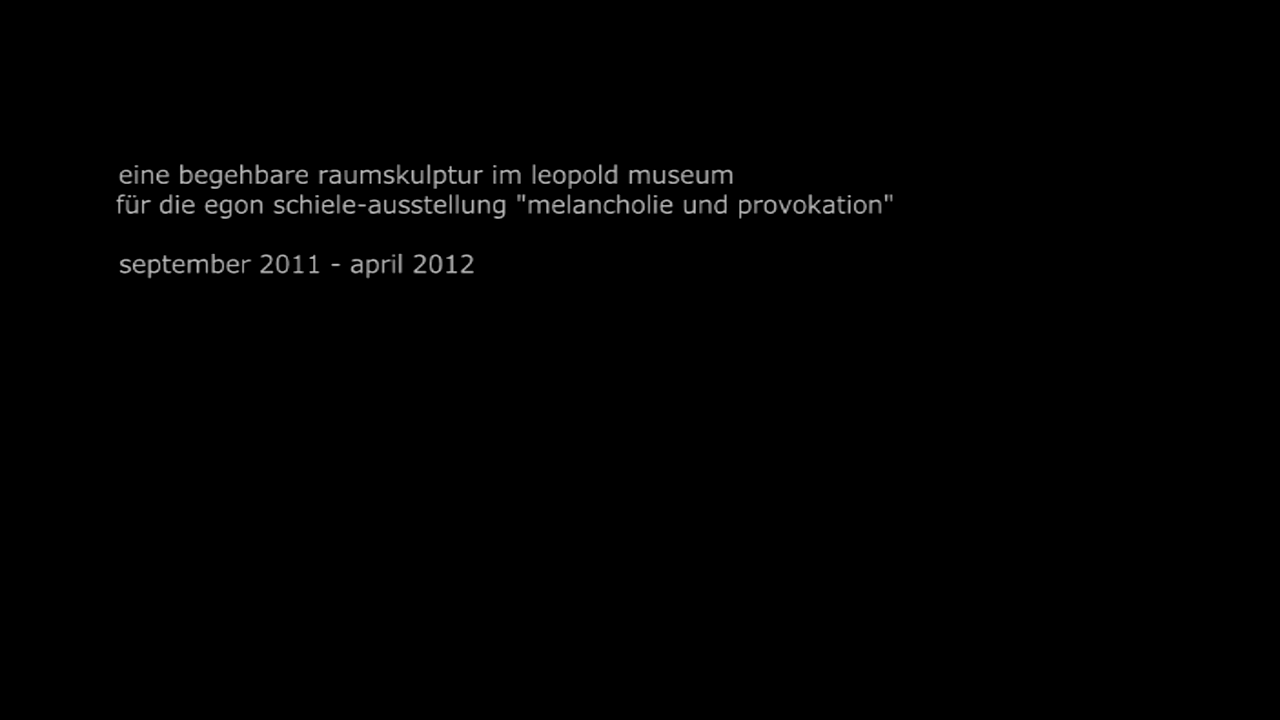 eine begehbare raumskulptur im leopold museum
für die egon schiele-ausstellung "melancholie und provokation"
september 2011 - april 2012